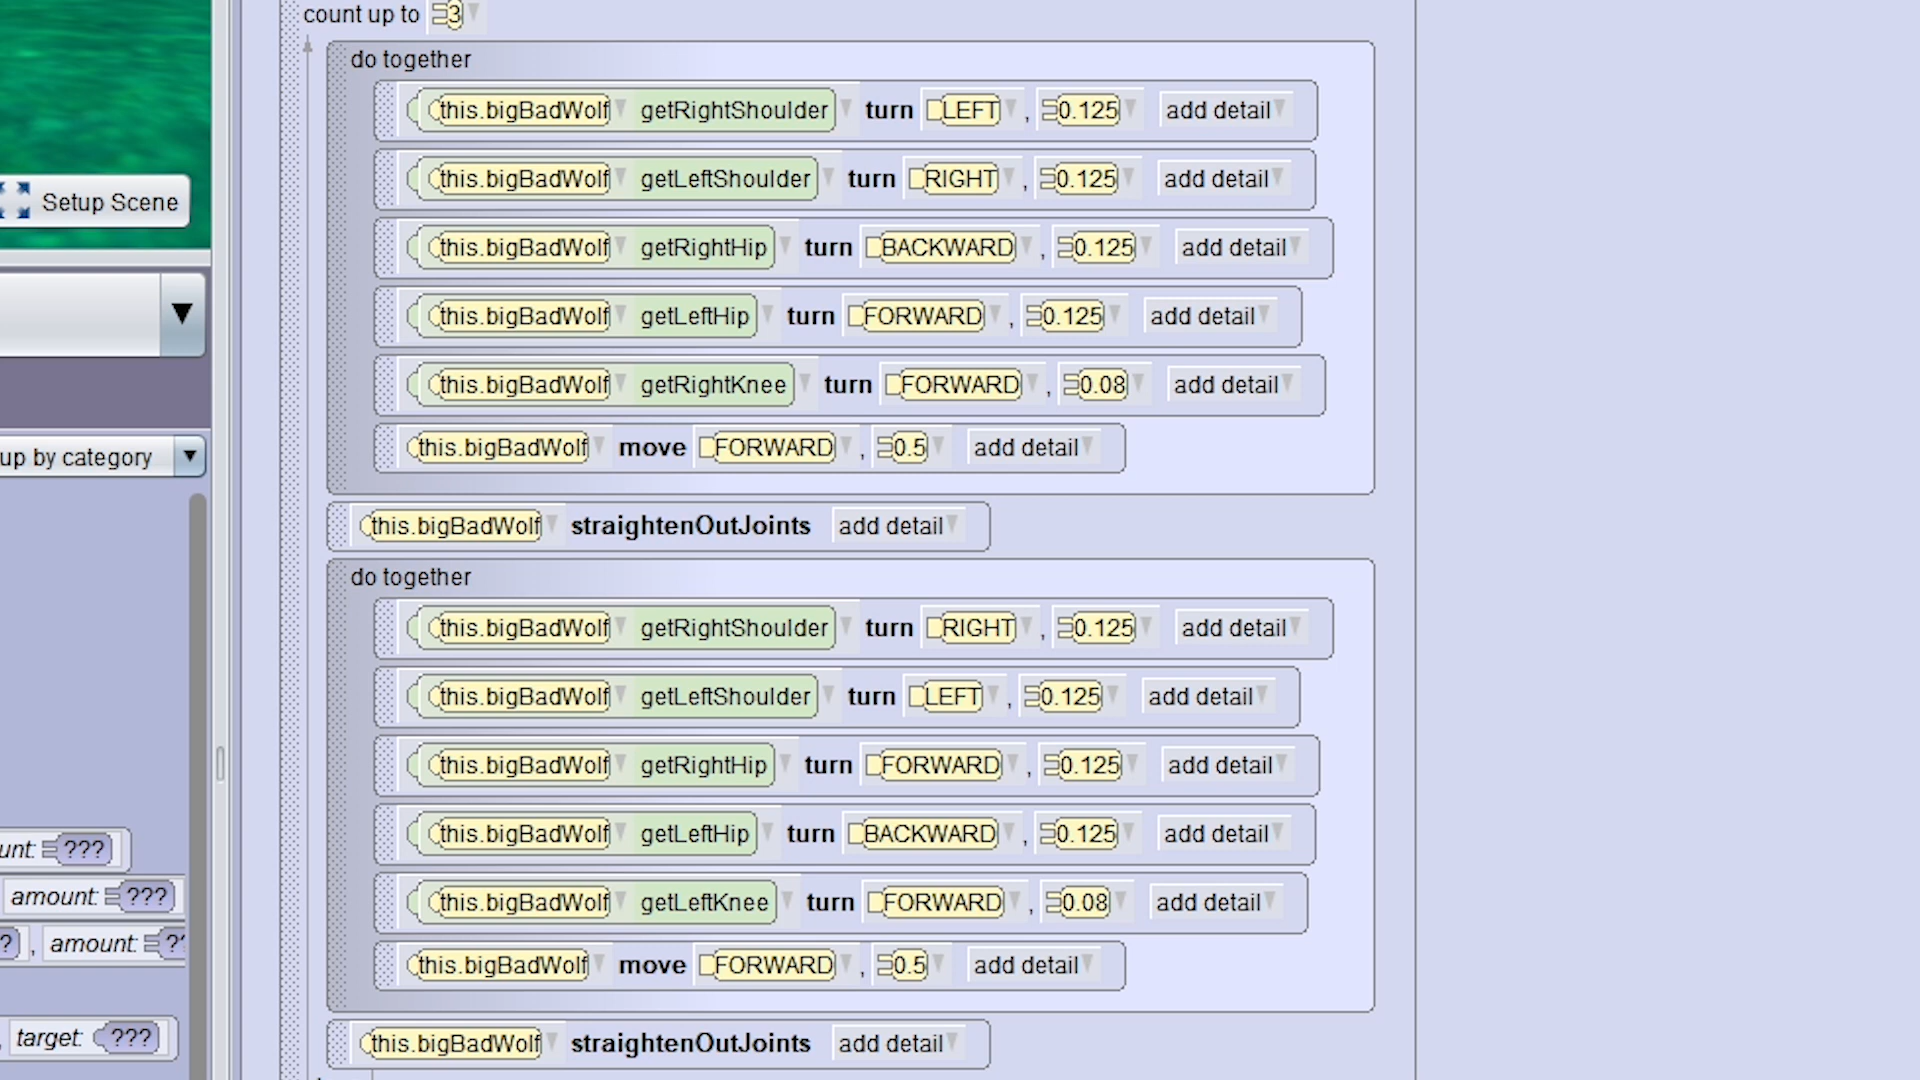 count up to 3
do together
this.bigBadWolf getRightShoulder turn LEFT , 0.125 add detail
this.bigBadWolf getLeftShoulder turn RIGHT , 0.125 add detail
Setup Scene
this.bigBadWolf getRightHip turn BACKWARD , 0.125 add detail
this.bigBadWolf getLeftHip turn FORWARD , 0.125 add detail
this.bigBadWolf getRightKnee turn FORWARD , 0.08 add detail
this.bigBadWolf move FORWARD , 0.5 add detail
up by category
this.bigBadWolf straightenOutJoints add detail
do together
this.bigBadWolf getRightShoulder turn RIGHT , 0.125 add detail
this.bigBadWolf getLeftShoulder turn LEFT , 0.125 add detail
this.bigBadWolf getRightHip turn FORWARD , 0.125 add detail
this.bigBadWolf getLeftHip turn BACKWARD , 0.125 add detail
unt: ???
this.bigBadWolf getLeftKnee turn FORWARD , 0.08 add detail
amount: ???
this.bigBadWolf move FORWARD , 0.5 add detail
? , amount: ??
this.bigBadWolf straightenOutJoints add detail
, target: ???